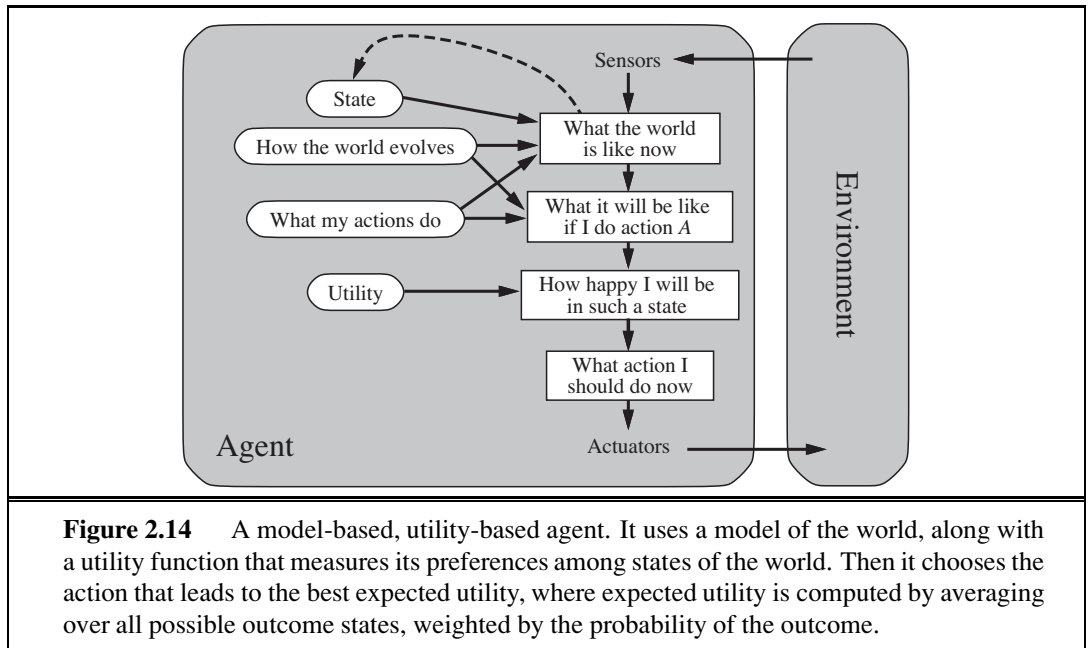 Sensors
State
What the world
is like now
How the world evolves
What my actions do
What it will be like
if I do action A
Utility
How happy I will be
in such a state
What action I
should do now
Agent
Actuators
Environment
Figure 2.14 A model-based, utility-based agent. It uses a model of the world, along with
a utility function that measures its preferences among states of the world. Then it chooses the
action that leads to the best expected utility, where expected utility is computed by averaging
over all possible outcome states, weighted by the probability of the outcome.